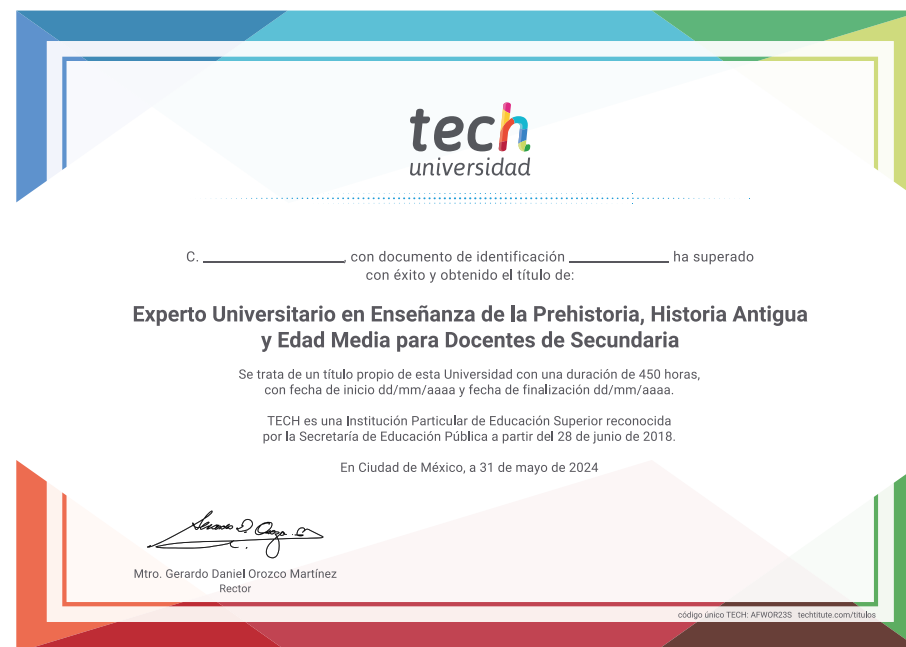 tech
universidad
C. ________________, con documento de identificación ____________ ha superado
con éxito y obtenido el título de:
Experto Universitario en Enseñanza de la Prehistoria, Historia Antigua
y Edad Media para Docentes de Secundaria
Se trata de un título propio de esta Universidad con una duración de 450 horas,
con fecha de inicio dd/mm/aaaa y fecha de finalización dd/mm/aaaa.
TECH es una Institución Particular de Educación Superior reconocida
por la Secretaría de Educación Pública a partir del 28 de junio de 2018.
En Ciudad de México, a 31 de mayo de 2024
Mtro. Gerardo Daniel Orozco Martínez
Rector
código único TECH: AFWOR23S techtitute.com/titulos